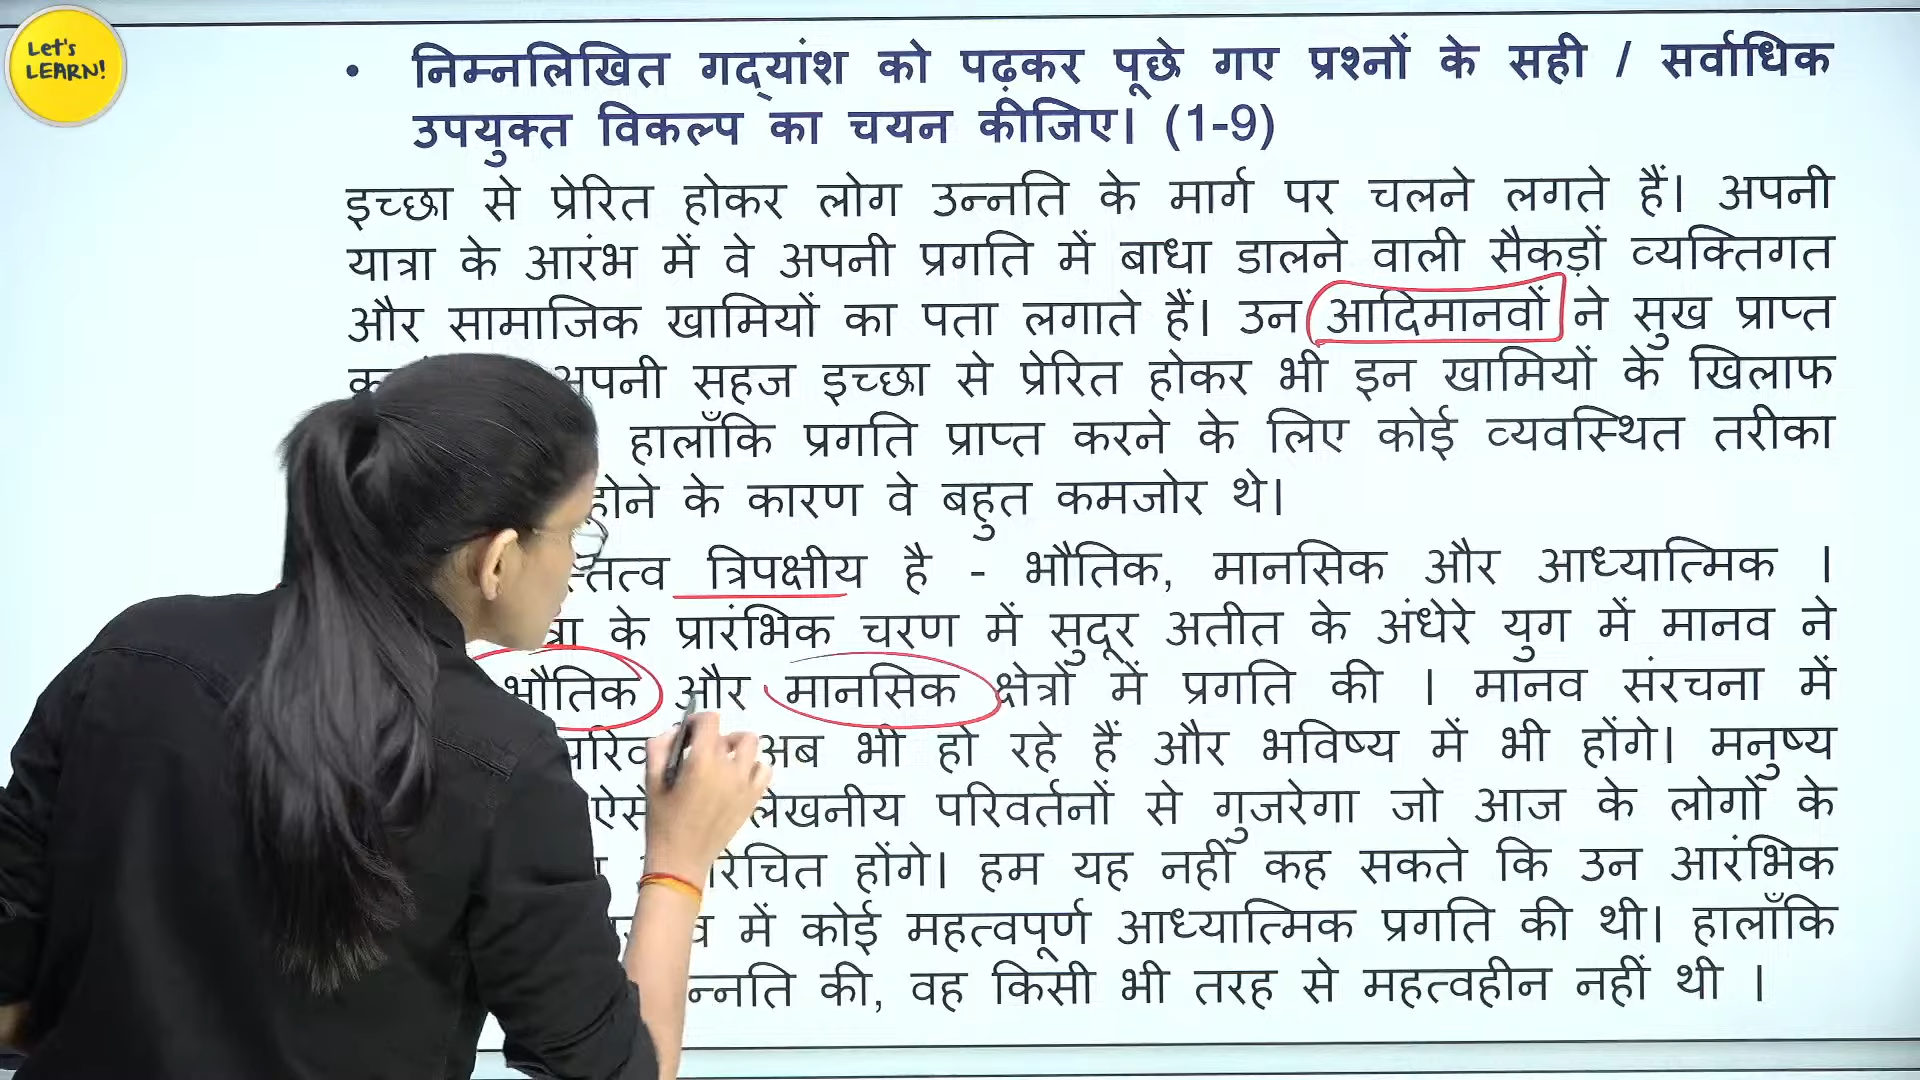 Let's
LEARN!
• निम्नलिखित गद्यांश को पढ़कर पूछे गए प्रश्नों के सही / सर्वाधिक
उपयुक्त विकल्प का चयन कीजिए। (1-9)
इच्छा से प्रेरित होकर लोग उन्नति के मार्ग पर चलने लगते हैं। अपनी
यात्रा के आरंभ में वे अपनी प्रगति में बाधा डालने वाली सैकड़ों व्यक्तिगत
और सामाजिक खामियों का पता लगाते हैं। उन आदिमानवों ने सुख प्राप्त
अपनी सहज इच्छा से प्रेरित होकर भी इन खामियों के खिलाफ
हालाँकि प्रगति प्राप्त करने के लिए कोई व्यवस्थित तरीका
होने के कारण वे बहुत कमजोर थे।
त्रिपक्षीय है - भौतिक, मानसिक और आध्यात्मिक ।
के प्रारंभिक चरण में सुदूर अतीत के अंधेरे युग में मानव ने
भौतिक और मानसिक क्षेत्रों में प्रगति की । मानव संरचना में
अब भी हो रहे हैं और भविष्य में भी होंगे। मनुष्य
ऐसे परिवर्तनों से गुजरेगा जो आज के लोगों के
होंगे। हम यह नहीं कह सकते कि उन आरंभिक
में कोई महत्वपूर्ण आध्यात्मिक प्रगति की थी। हालाँकि
की, वह किसी भी तरह से महत्वहीन नहीं थी ।